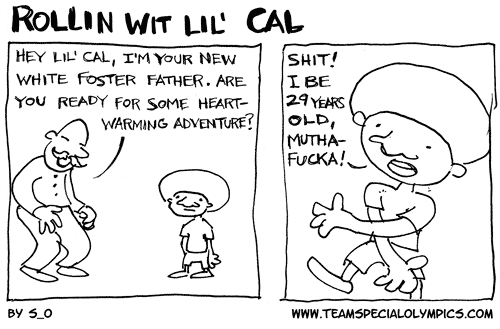 ROLLIN WIT LIL' CAL
HEY LIL' CAL, I'M YOUR NEW
WHITE FOSTER FATHER. ARE
YOU READY FOR SOME HEART-
WARMING ADVENTURE?
SHIT!
I BE
29 YEARS
OLD,
MUTHA-
FUCKA!
BY S_O
WWW.TEAMSPECIALOLYMPICS.COM